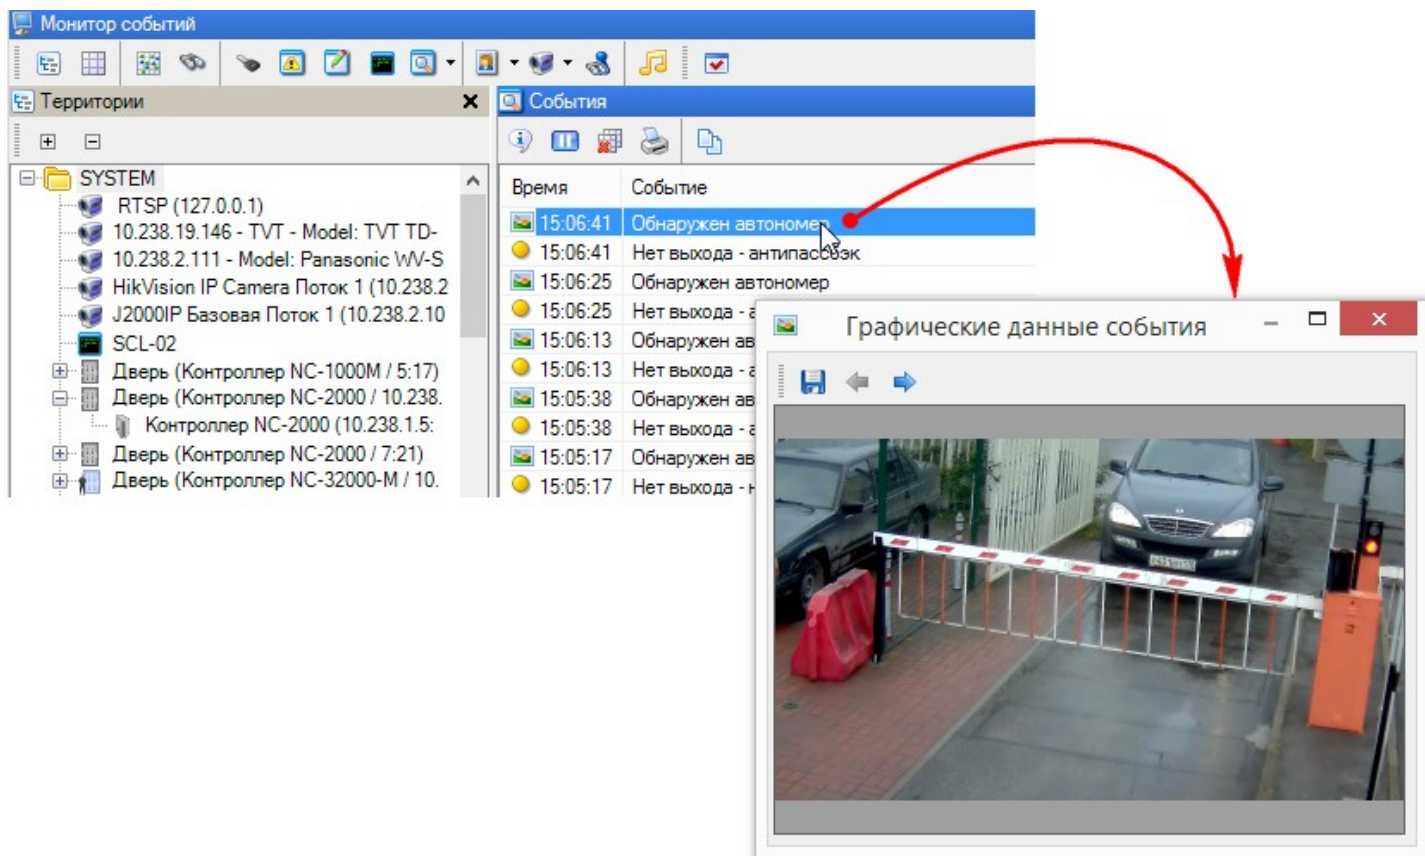 Монитор событий
Территории
События
SYSTEM
RTSP (127.0.0.1)
10.238.19.146 - TVT - Model: TVT TD-
10.238.2.111 - Model: Panasonic WV-S
HikVision IP Camera Поток 1 (10.238.2
J2000IP Базовая Поток 1 (10.238.2.10
SCL-02
Дверь (Контроллер NC-1000M / 5:17)
Дверь (Контроллер NC-2000 / 10.238.
Контроллер NC-2000 (10.238.1.5:
Дверь (Контроллер NC-2000 / 7:21)
Дверь (Контроллер NC-32000-M / 10.
Время Событие
15:06:41 Обнаружен автономер
15:06:41 Нет выхода - антипассбэк
15:06:25 Обнаружен автономер
15:06:25 Нет выхода - а
15:06:13 Обнаружен ав
15:06:13 Нет выхода - а
15:05:38 Обнаружен ав
15:05:38 Нет выхода - а
15:05:17 Обнаружен ав
15:05:17 Нет выхода - н
Графические данные события